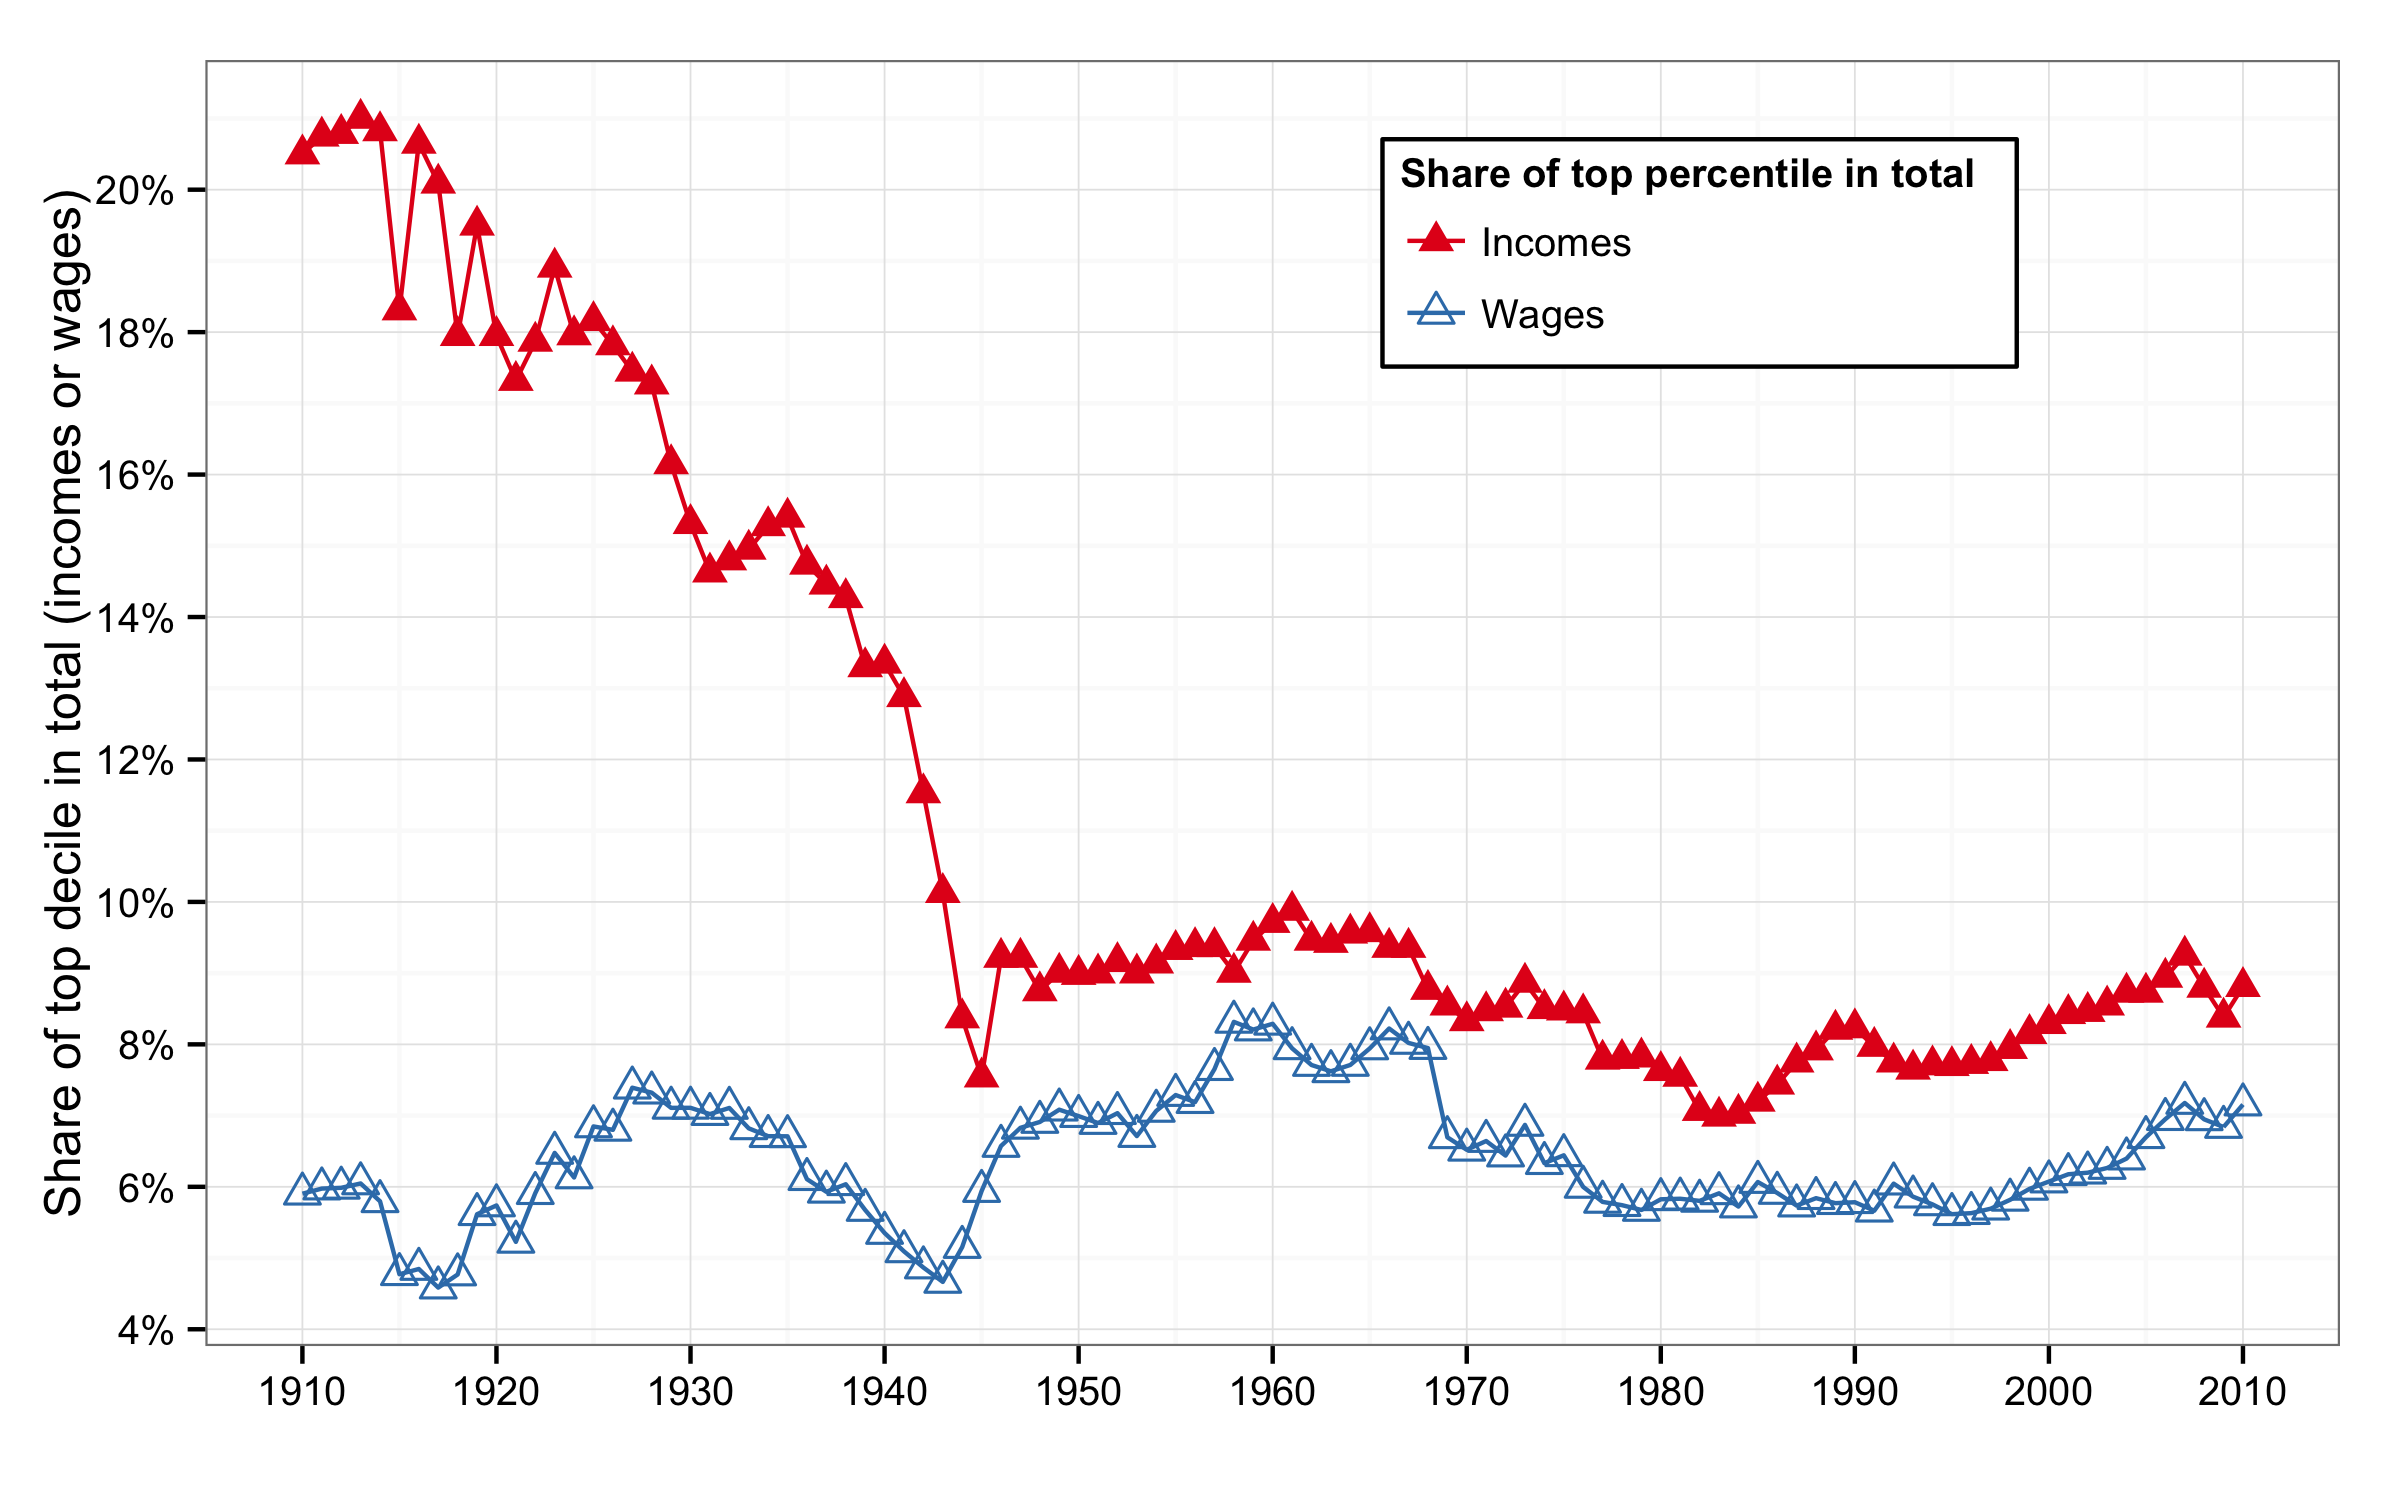 Share of top decile in total (incomes or wages)
20%
18%
16%
14%
12%
10%
8%
6%
4%
Share of top percentile in total
Incomes
Wages
1910 1920 1930 1940 1950 1960 1970 1980 1990 2000 2010